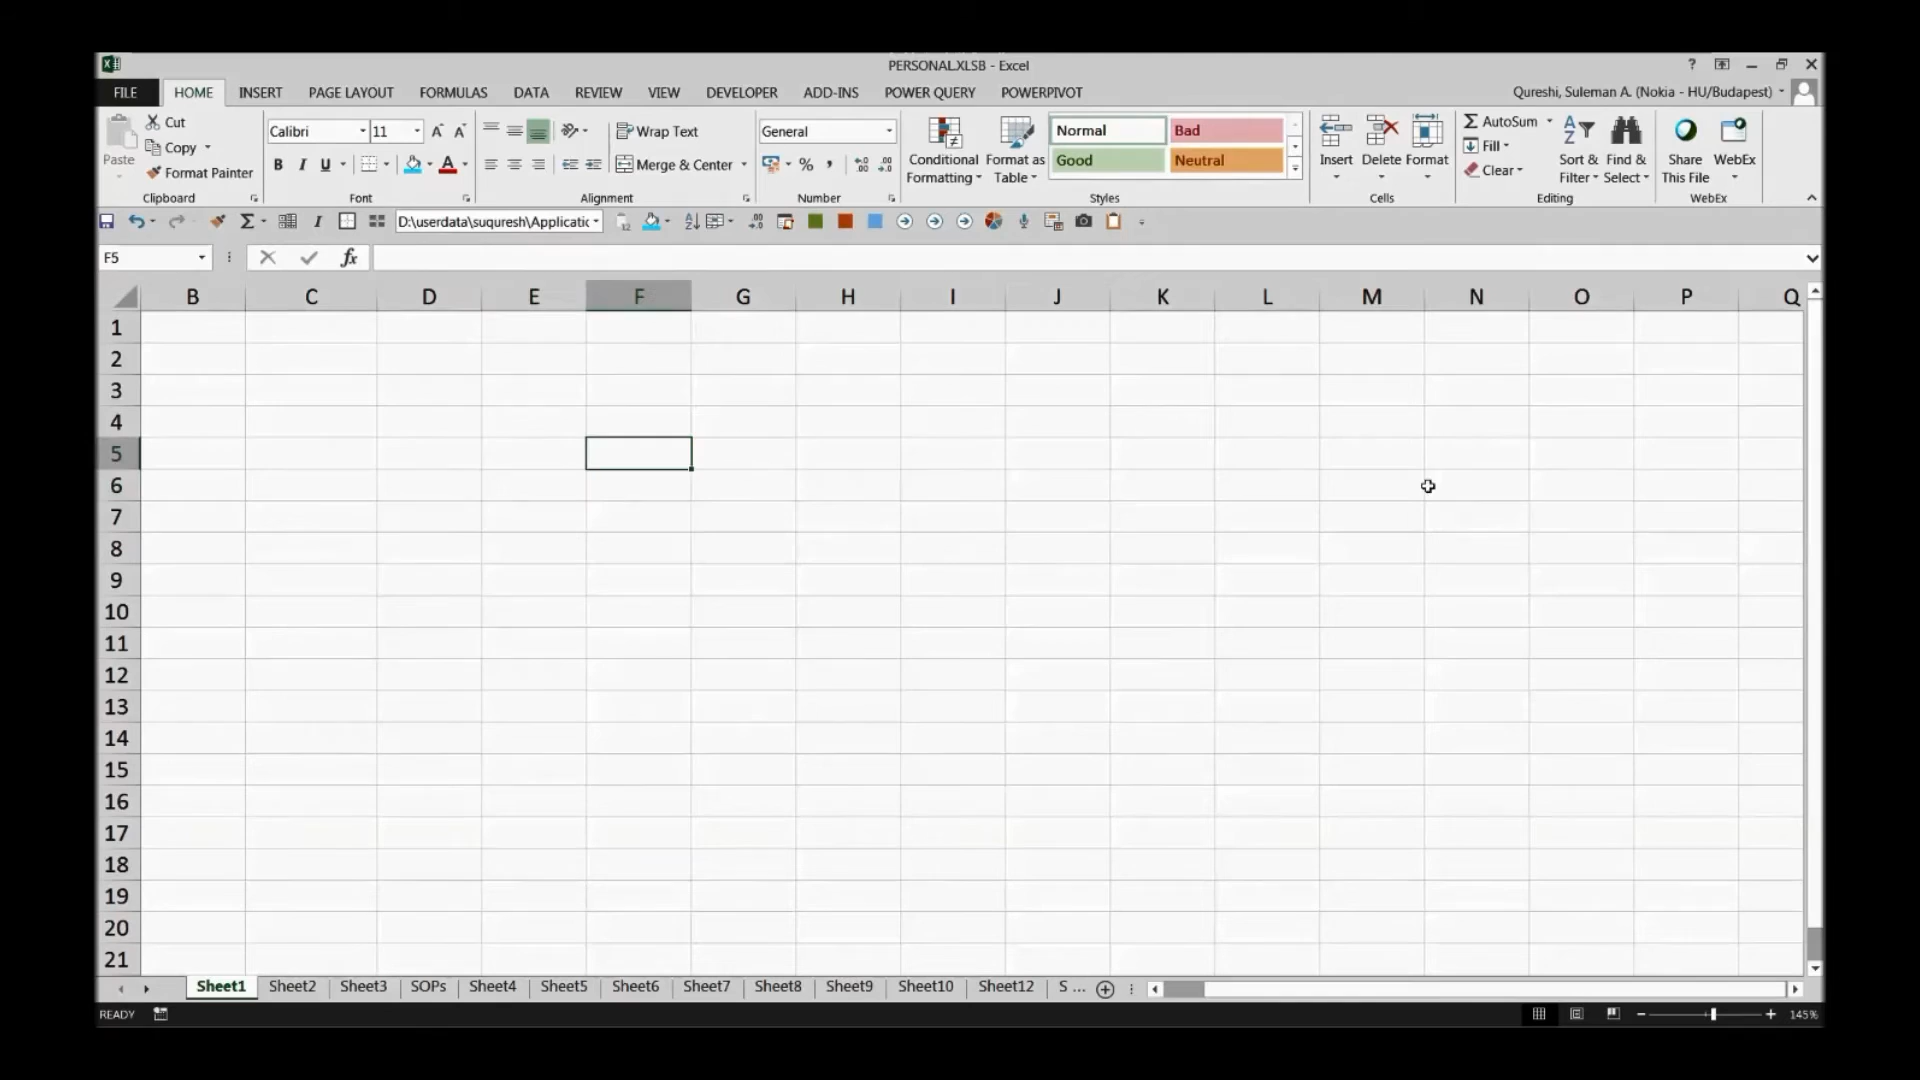 PERSONAL.XLSB - Excel
FILE HOME INSERT PAGE LAYOUT FORMULAS DATA REVIEW VIEW DEVELOPER ADD-INS POWER QUERY POWERPIVOT Qureshi, Suleman A. (Nokia - HU/Budapest)
Cut
Copy
Format Painter
Paste
Clipboard
Calibri 11
B I U
Font
Wrap Text
Merge & Center
Alignment
General
%
Number
Conditional Formatting
Format as Table
Normal Bad
Good Neutral
Styles
Insert Delete Format
Cells
AutoSum
Fill
Clear
Sort & Filter
Find & Select
Editing
Share This File
WebEx
WebEx
D:\userdata\suquresh\Applicatic
F5 fx
B C D E F G H I J K L M N O P Q
1
2
3
4
5
6
7
8
9
10
11
12
13
14
15
16
17
18
19
20
21
Sheet1 Sheet2 Sheet3 SOPs Sheet4 Sheet5 Sheet6 Sheet7 Sheet8 Sheet9 Sheet10 Sheet12 S ...
READY 145%